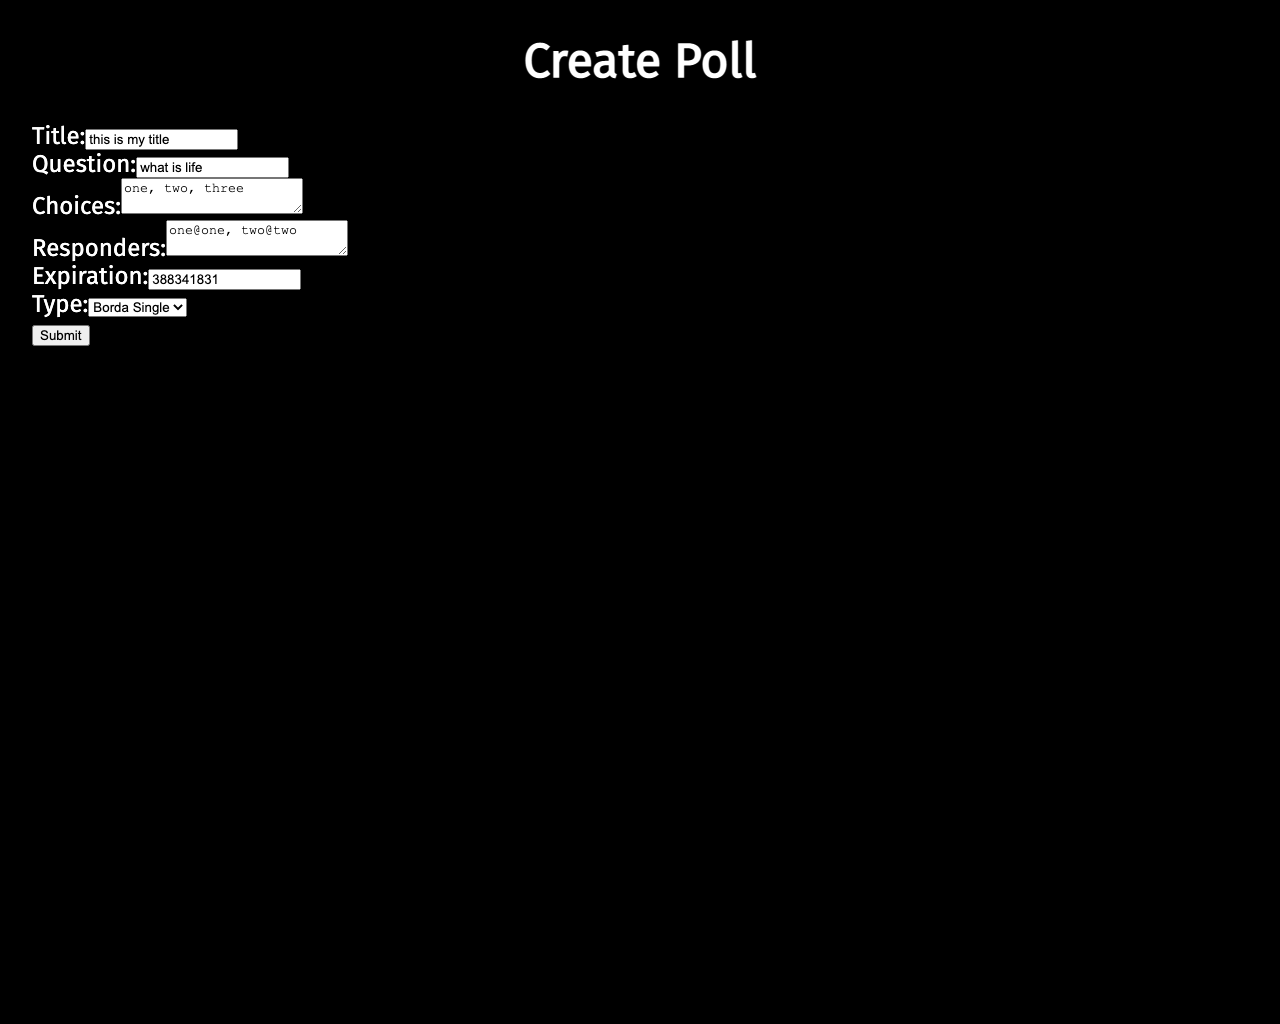 Create Poll
Title: this is my title
Question: what is life
Choices: one, two, three
Responders: one@one, two@two
Expiration: 388341831
Type: Borda Single
Submit